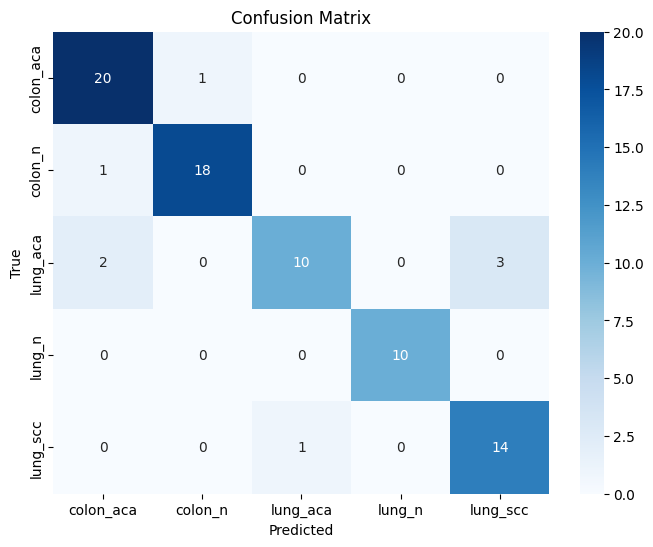 Confusion Matrix
True
colon_aca 20 1 0 0 0
colon_n 1 18 0 0 0
lung_aca 2 0 10 0 3
lung_n 0 0 0 10 0
lung_scc 0 0 1 0 14
colon_aca colon_n lung_aca lung_n lung_scc
Predicted
20.0
17.5
15.0
12.5
10.0
7.5
5.0
2.5
0.0